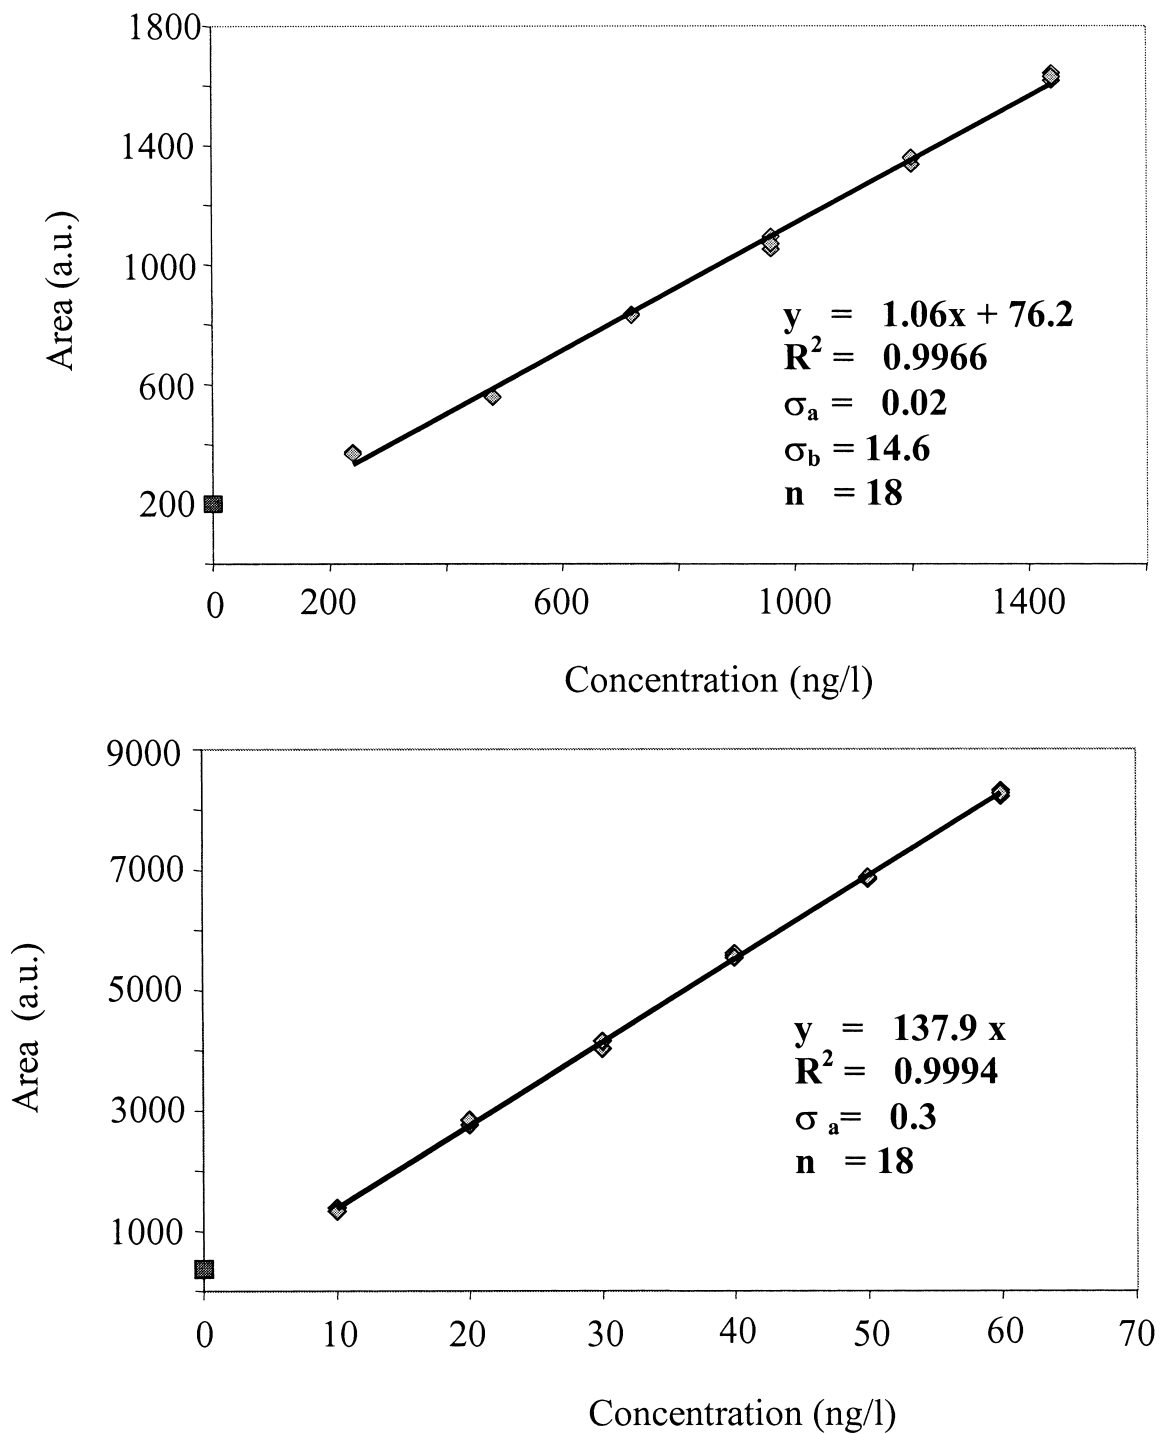 1800
1400
1000
600
200
Area (a.u.)
y = 1.06x + 76.2
R² = 0.9966
σa = 0.02
σb = 14.6
n = 18
0 200 600 1000 1400
Concentration (ng/l)
9000
7000
5000
3000
1000
Area (a.u.)
y = 137.9 x
R² = 0.9994
σ a= 0.3
n = 18
0 10 20 30 40 50 60 70
Concentration (ng/l)